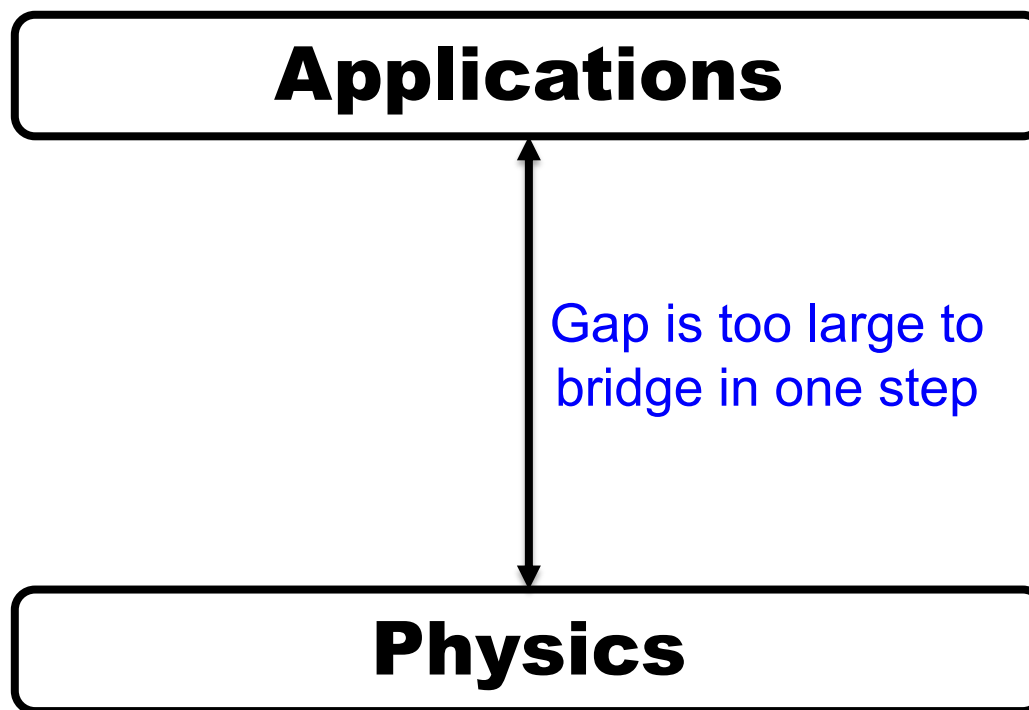 Applications
Gap is too large to
bridge in one step
Physics